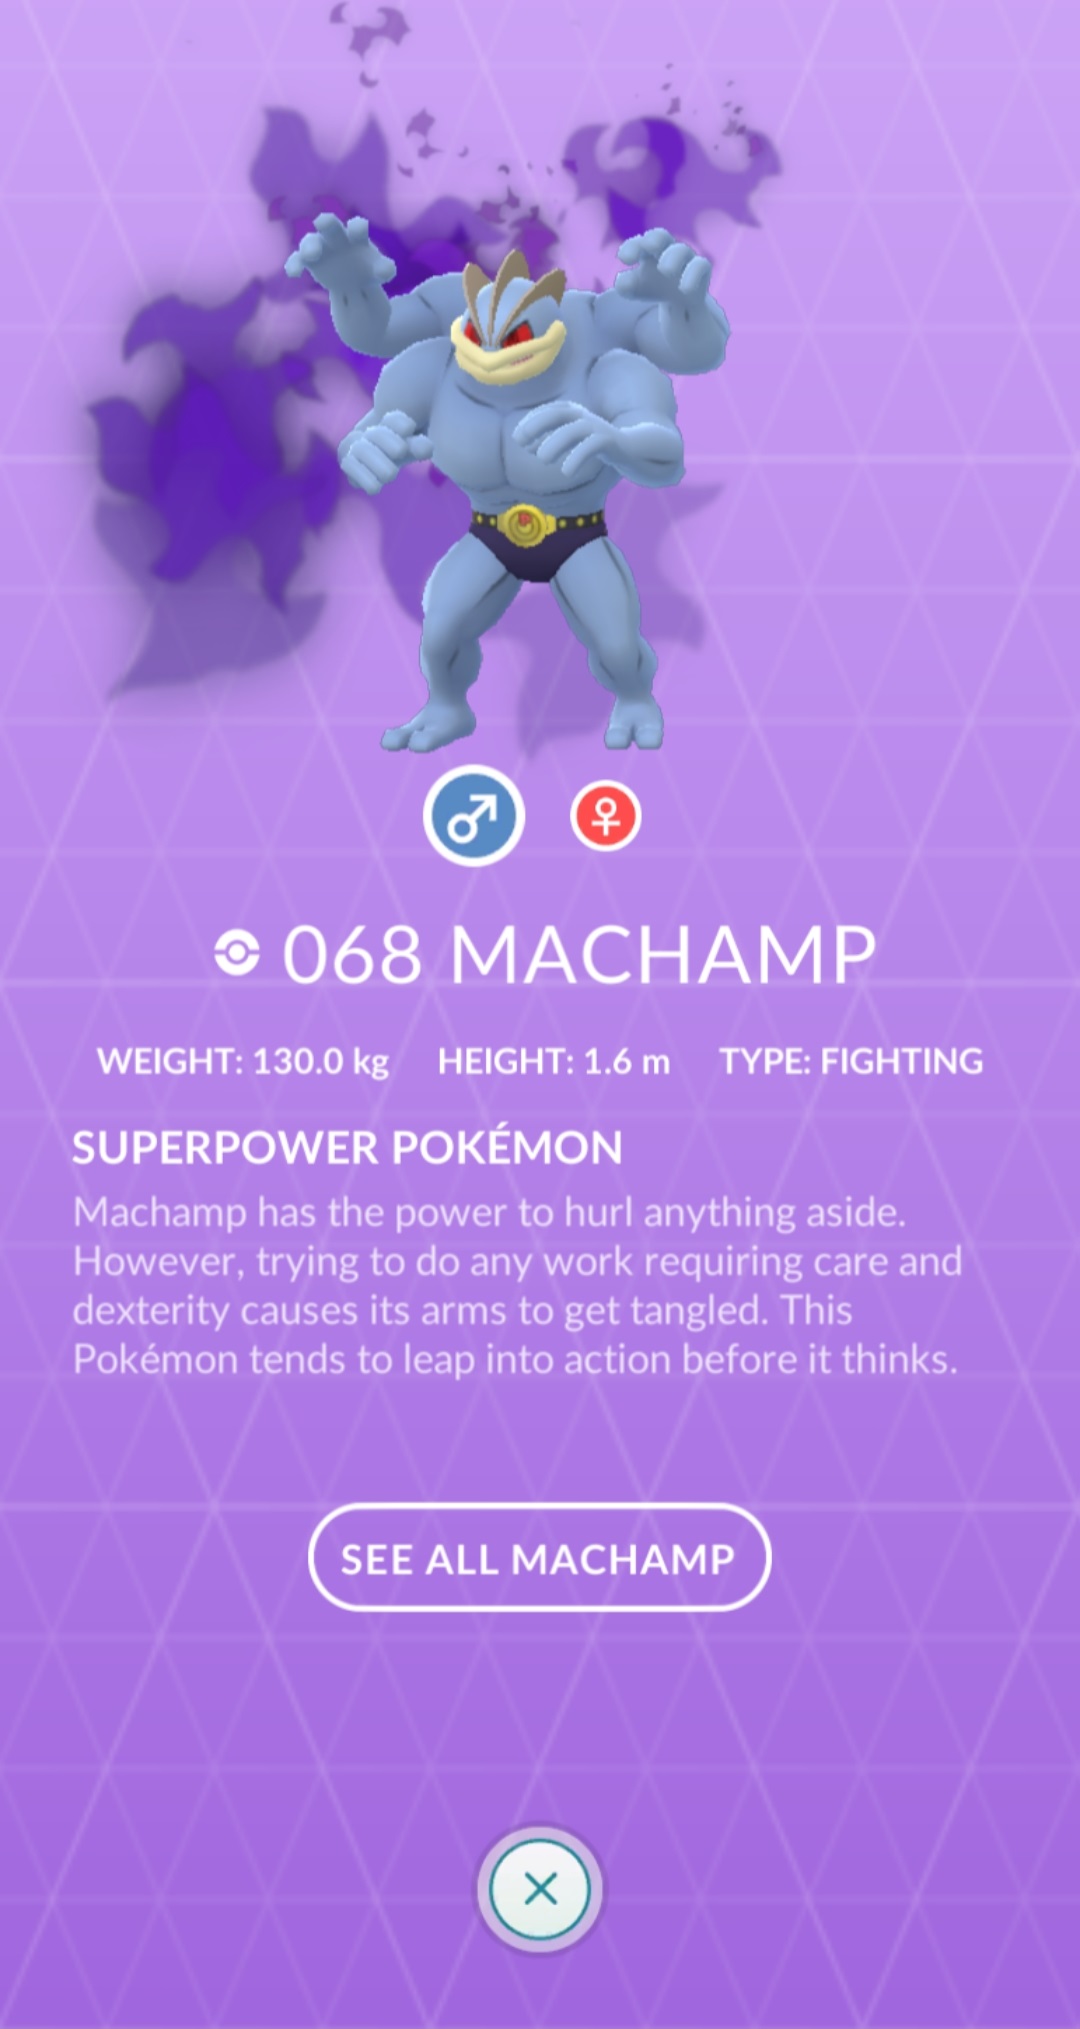 068 MACHAMP
WEIGHT: 130.0 kg HEIGHT: 1.6 m TYPE: FIGHTING
SUPERPOWER POKÉMON
Machamp has the power to hurl anything aside.
However, trying to do any work requiring care and
dexterity causes its arms to get tangled. This
Pokémon tends to leap into action before it thinks.
SEE ALL MACHAMP